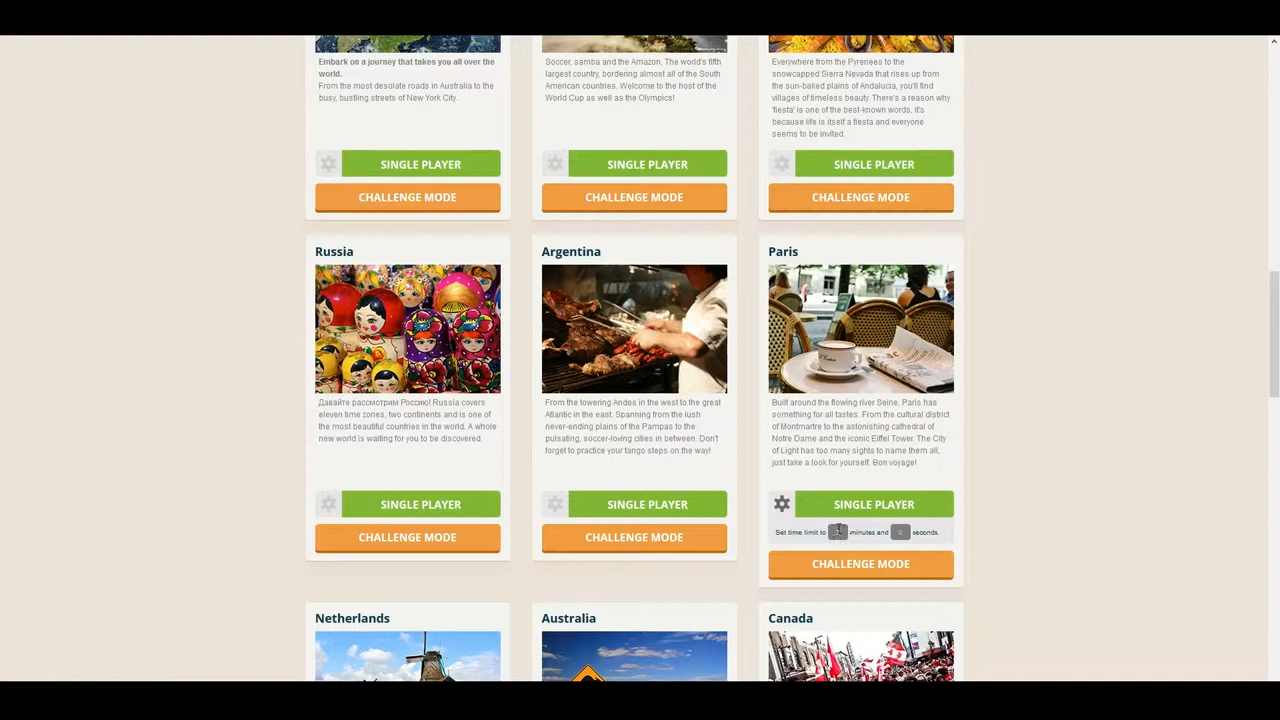 Embark on a journey that takes you all over the
world.
From the most desolate roads in Australia to the
busy, bustling streets of New York City.
SINGLE PLAYER
CHALLENGE MODE
Soccer, samba and the Amazon. The world's fifth
largest country, bordering almost all of the South
American countries. Welcome to the host of the
World Cup as well as the Olympics!
SINGLE PLAYER
CHALLENGE MODE
Everywhere from the Pyrenees to the
snowcapped Sierra Nevada that rises up from
the sun-baked plains of Andalucia, you'll find
villages of timeless beauty. There's a reason why
'fiesta' is one of the best-known words, it's
because life is itself a fiesta and everyone
seems to be invited.
SINGLE PLAYER
CHALLENGE MODE
Russia
Давайте рассмотрим Россию! Russia covers
eleven time zones, two continents and is one of
the most beautiful countries in the world. A whole
new world is waiting for you to be discovered.
SINGLE PLAYER
CHALLENGE MODE
Argentina
From the towering Andes in the west to the great
Atlantic in the east. Spanning from the lush
never-ending plains of the Pampas to the
pulsating, soccer-loving cities in between. Don't
forget to practice your tango steps on the way!
SINGLE PLAYER
CHALLENGE MODE
Paris
Built around the flowing river Seine, Paris has
something for all tastes. From the cultural district
of Montmartre to the astonishing cathedral of
Notre Dame and the iconic Eiffel Tower. The City
of Light has too many sights to name them all,
just take a look for yourself. Bon voyage!
SINGLE PLAYER
Set time limit to minutes and seconds.
CHALLENGE MODE
Netherlands
Australia
Canada